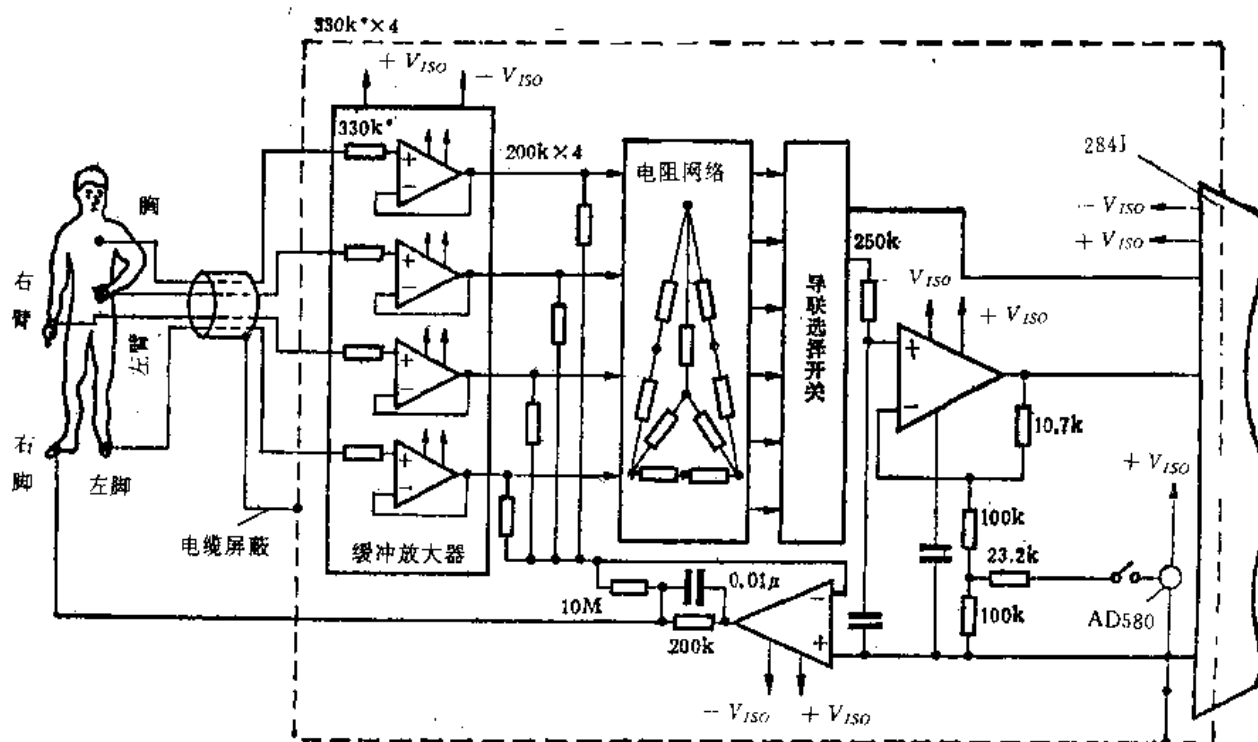 330k*×4
+ V_ISO
− V_ISO
330k*
200k×4
电阻网络
284J
− V_ISO
+ V_ISO
胸
250k
右臂
V_ISO
+ V_ISO
左臂
导联选择开关
10.7k
右脚
左脚
+ V_ISO
电缆屏蔽
缓冲放大器
100k
23.2k
0.01μ
10M
100k
AD580
200k
− V_ISO
+ V_ISO